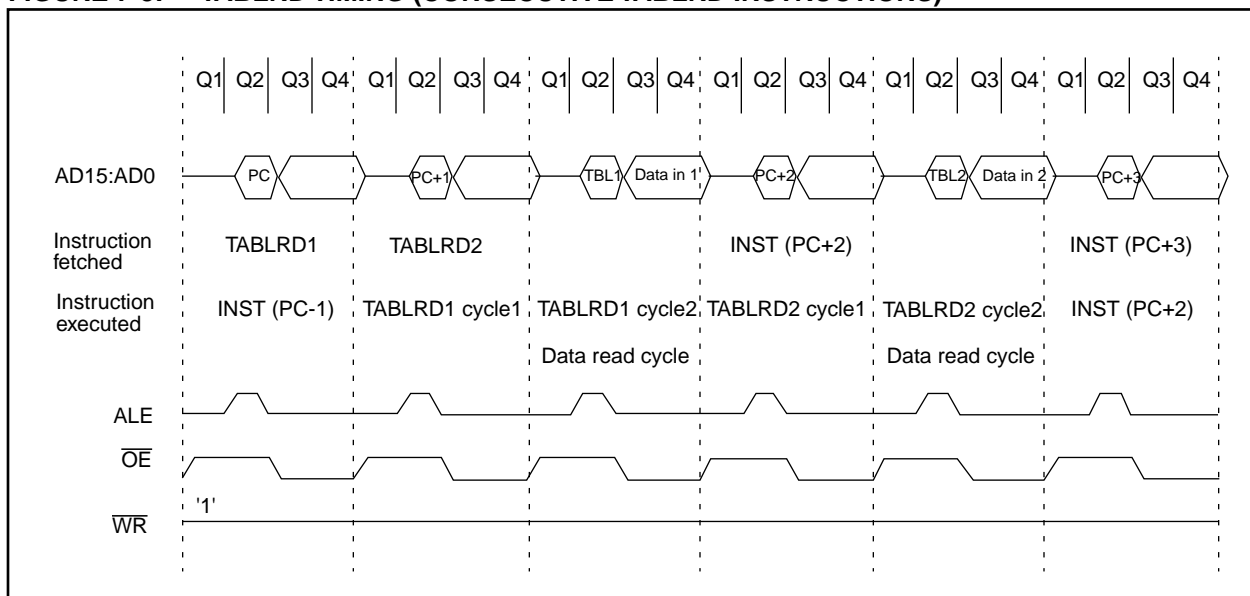 Q1 Q2 Q3 Q4 Q1 Q2 Q3 Q4 Q1 Q2 Q3 Q4 Q1 Q2 Q3 Q4 Q1 Q2 Q3 Q4 Q1 Q2 Q3 Q4
AD15:AD0 PC PC+1 TBL1 Data in 1 PC+2 TBL2 Data in 2 PC+3
Instruction
fetched
TABLRD1 TABLRD2 INST (PC+2) INST (PC+3)
Instruction
executed
INST (PC-1) TABLRD1 cycle1 TABLRD1 cycle2 TABLRD2 cycle1 TABLRD2 cycle2 INST (PC+2)
Data read cycle Data read cycle
ALE
OE
'1'
WR